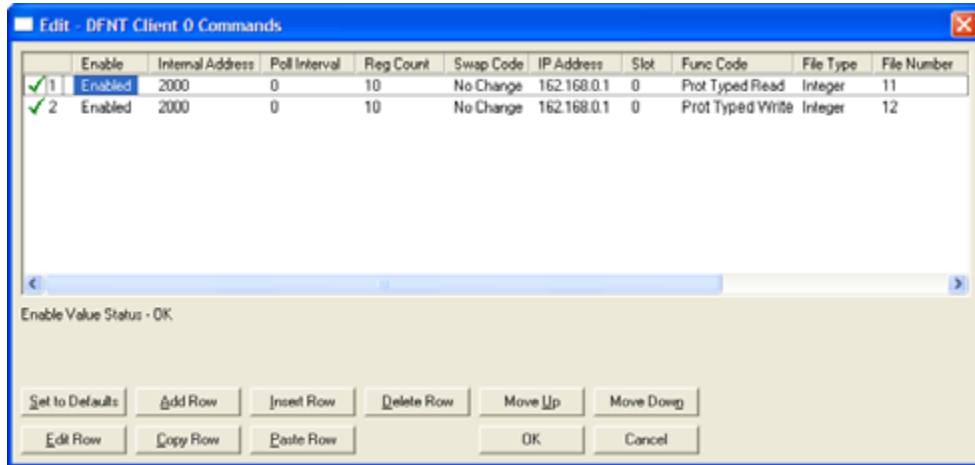 Edit - DFNT Client 0 Commands
Enable Internal Address Poll Interval Reg Count Swap Code IP Address Slot Func Code File Type File Number
1 Enabled 2000 0 10 No Change 162.168.0.1 0 Prot Typed Read Integer 11
2 Enabled 2000 0 10 No Change 162.168.0.1 0 Prot Typed Write Integer 12
Enable Value Status - OK
Set to Defaults Add Row Insert Row Delete Row Move Up Move Down
Edit Row Copy Row Paste Row OK Cancel